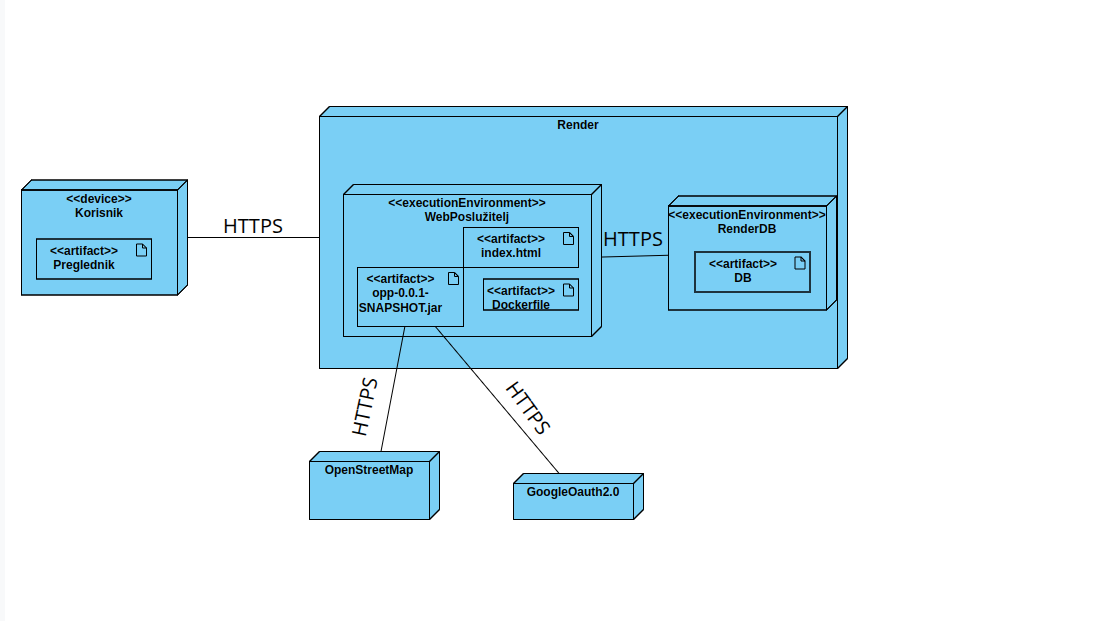 Render
<<device>>
Korisnik
<<artifact>>
Preglednik
HTTPS
<<executionEnvironment>>
WebPoslužitelj
<<artifact>>
index.html
<<artifact>>
opp-0.0.1-
SNAPSHOT.jar
<<artifact>>
Dockerfile
HTTPS
<<executionEnvironment>>
RenderDB
<<artifact>>
DB
HTTPS
HTTPS
OpenStreetMap
GoogleOauth2.0